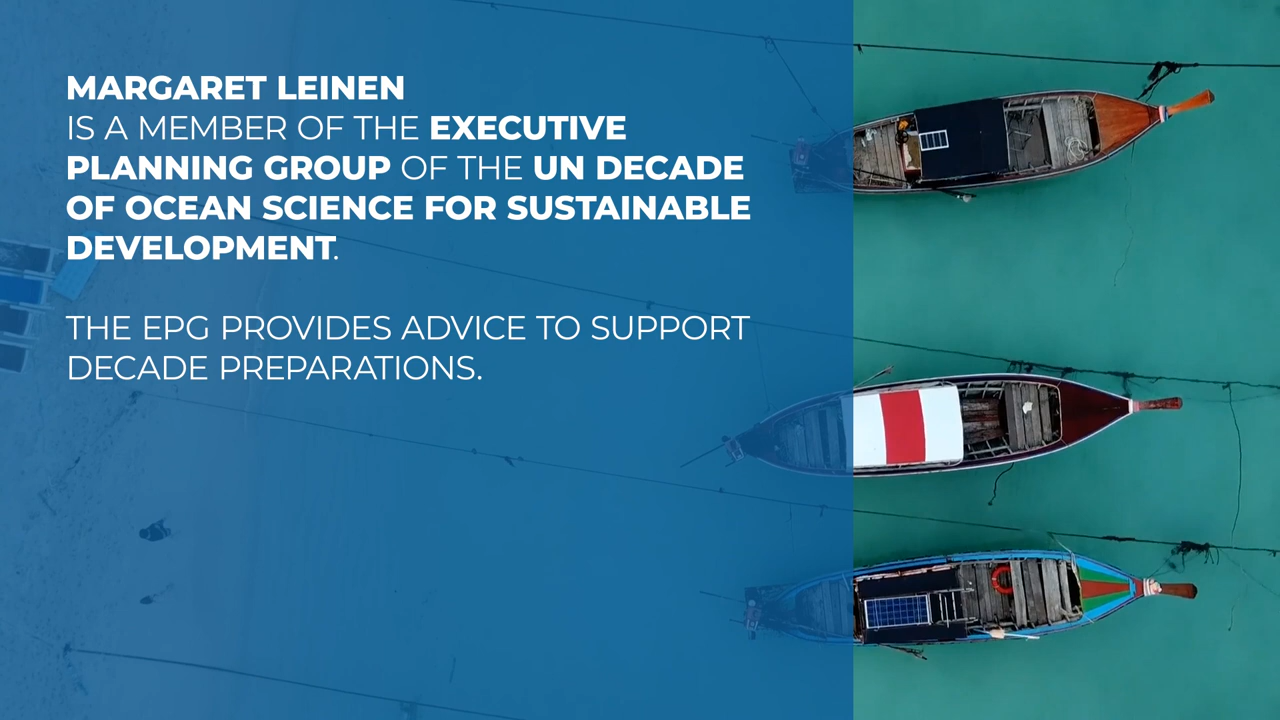 MARGARET LEINEN
IS A MEMBER OF THE EXECUTIVE
PLANNING GROUP OF THE UN DECADE
OF OCEAN SCIENCE FOR SUSTAINABLE
DEVELOPMENT.
THE EPG PROVIDES ADVICE TO SUPPORT
DECADE PREPARATIONS.